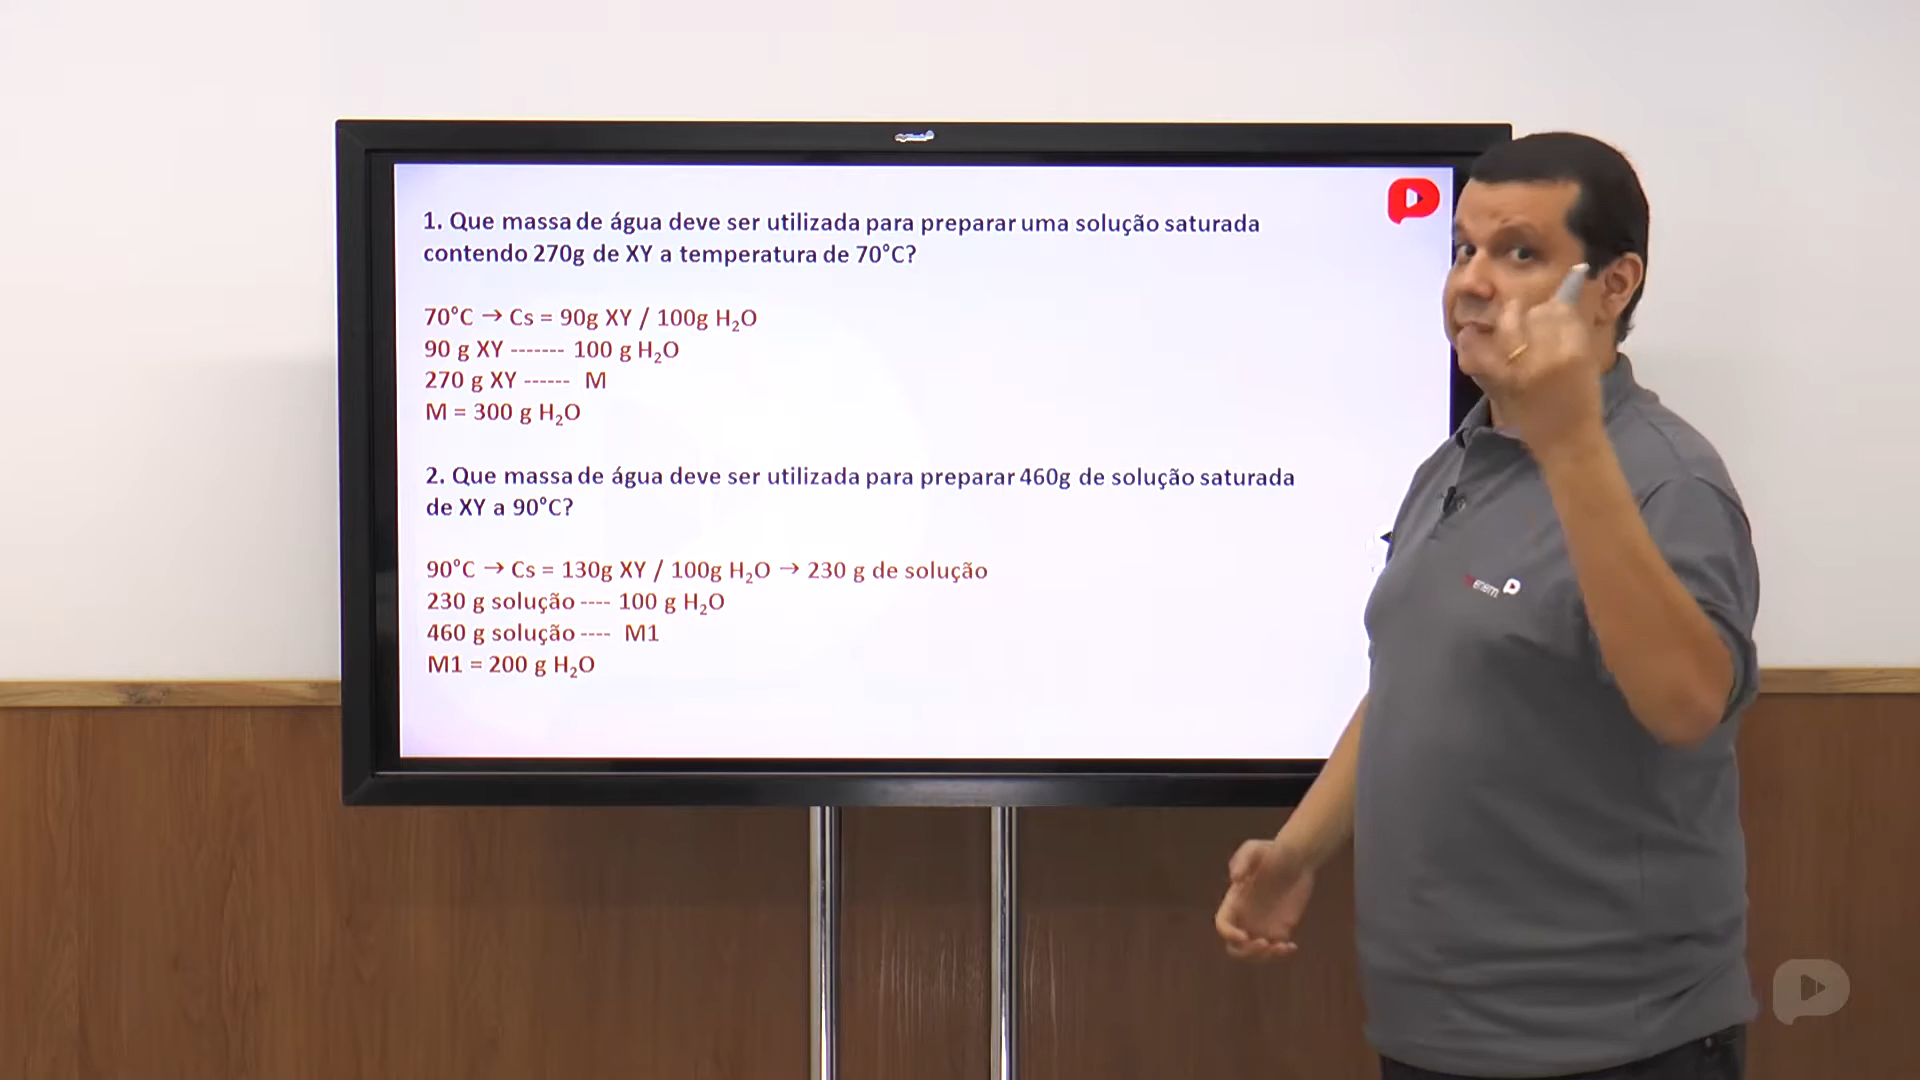 1. Que massa de água deve ser utilizada para preparar uma solução saturada
contendo 270g de XY a temperatura de 70°C?
70°C → Cs = 90g XY / 100g H₂O
90 g XY ------- 100 g H₂O
270 g XY ------ M
M = 300 g H₂O
2. Que massa de água deve ser utilizada para preparar 460g de solução saturada
de XY a 90°C?
90°C → Cs = 130g XY / 100g H₂O → 230 g de solução
230 g solução ---- 100 g H₂O
460 g solução ---- M1
M1 = 200 g H₂O